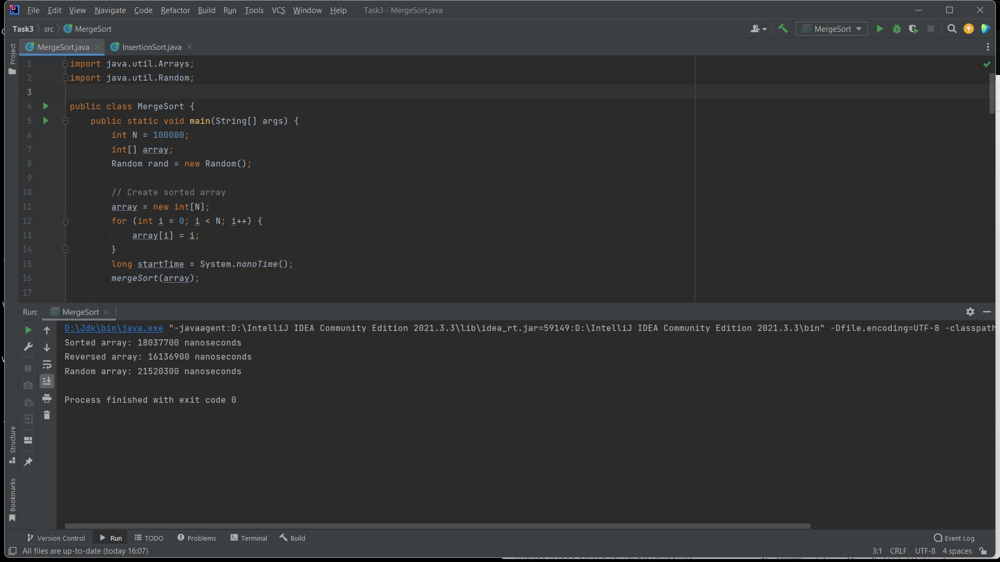 File Edit View Navigate Code Refactor Build Run Tools VCS Window Help Task3 - MergeSort.java
Task3 src MergeSort MergeSort
MergeSort.java InsertionSort.java
Project
1 import java.util.Arrays;
2 import java.util.Random;
3
4 public class MergeSort {
5 public static void main(String[] args) {
6 int N = 100000;
7 int[] array;
8 Random rand = new Random();
9
10 // Create sorted array
11 array = new int[N];
12 for (int i = 0; i < N; i++) {
13 array[i] = i;
14 }
15 long startTime = System.nanoTime();
16 mergeSort(array);
17
Run: MergeSort
D:\Jdk\bin\java.exe "-javaagent:D:\IntelliJ IDEA Community Edition 2021.3.3\lib\idea_rt.jar=59149:D:\IntelliJ IDEA Community Edition 2021.3.3\bin" -Dfile.encoding=UTF-8 -classpath
Sorted array: 18037700 nanoseconds
Reversed array: 16136900 nanoseconds
Random array: 21520300 nanoseconds
Process finished with exit code 0
Structure
Bookmarks
Version Control Run TODO Problems Terminal Build Event Log
All files are up-to-date (today 16:07) 3:1 CRLF UTF-8 4 spaces